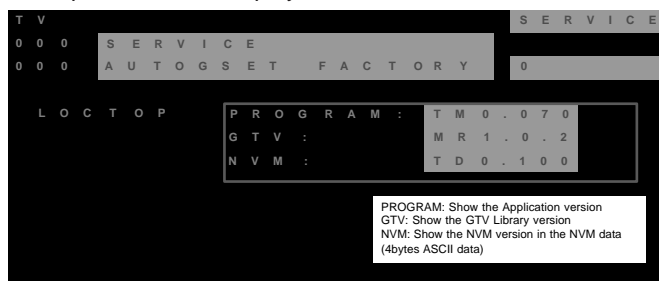 TV SERVICE
000 SERVICE
000 AUTOGSET FACTORY 0
LOCTOP PROGRAM: TM0.070
GTV: MR1.0.2
NVM: TD0.100
PROGRAM: Show the Application version
GTV: Show the GTV Library version
NVM: Show the NVM version in the NVM data
(4bytes ASCII data)